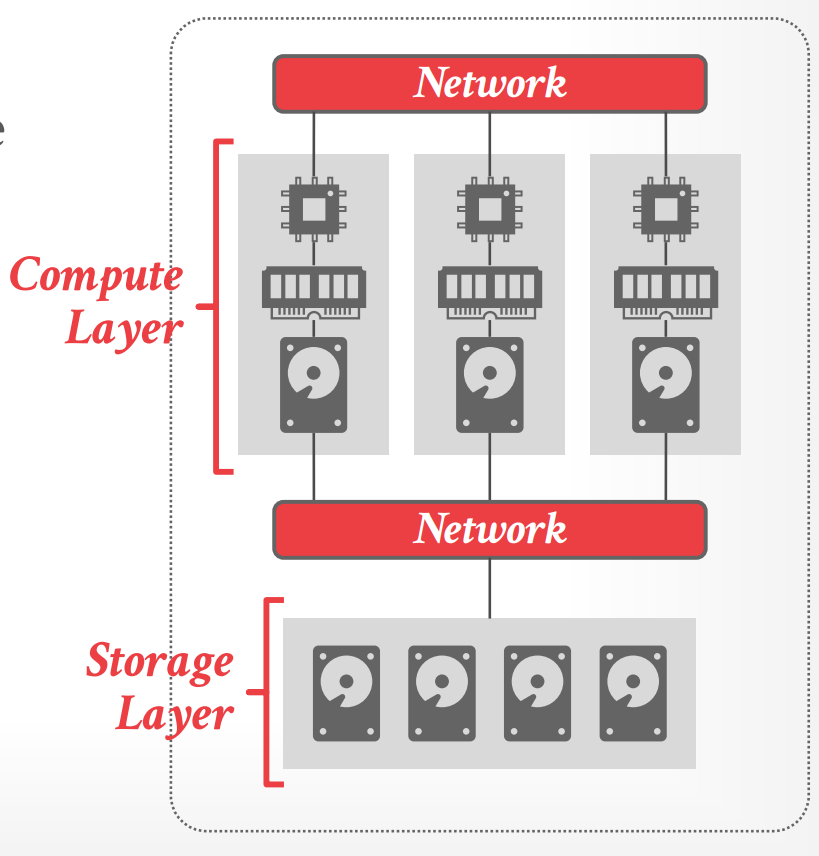 Network
e
Compute
Layer
Network
Storage
Layer